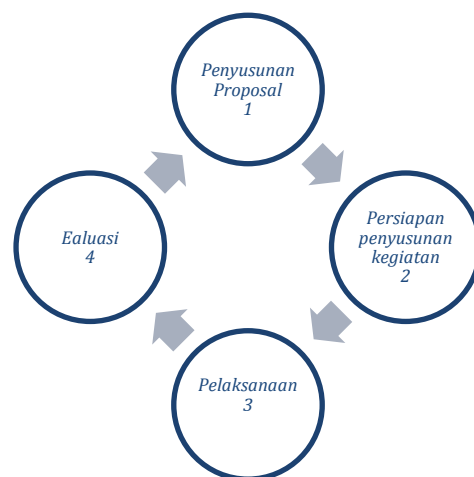 Penyusunan
Proposal
1
Persiapan
penyusunan
kegiatan
2
Pelaksanaan
3
Ealuasi
4